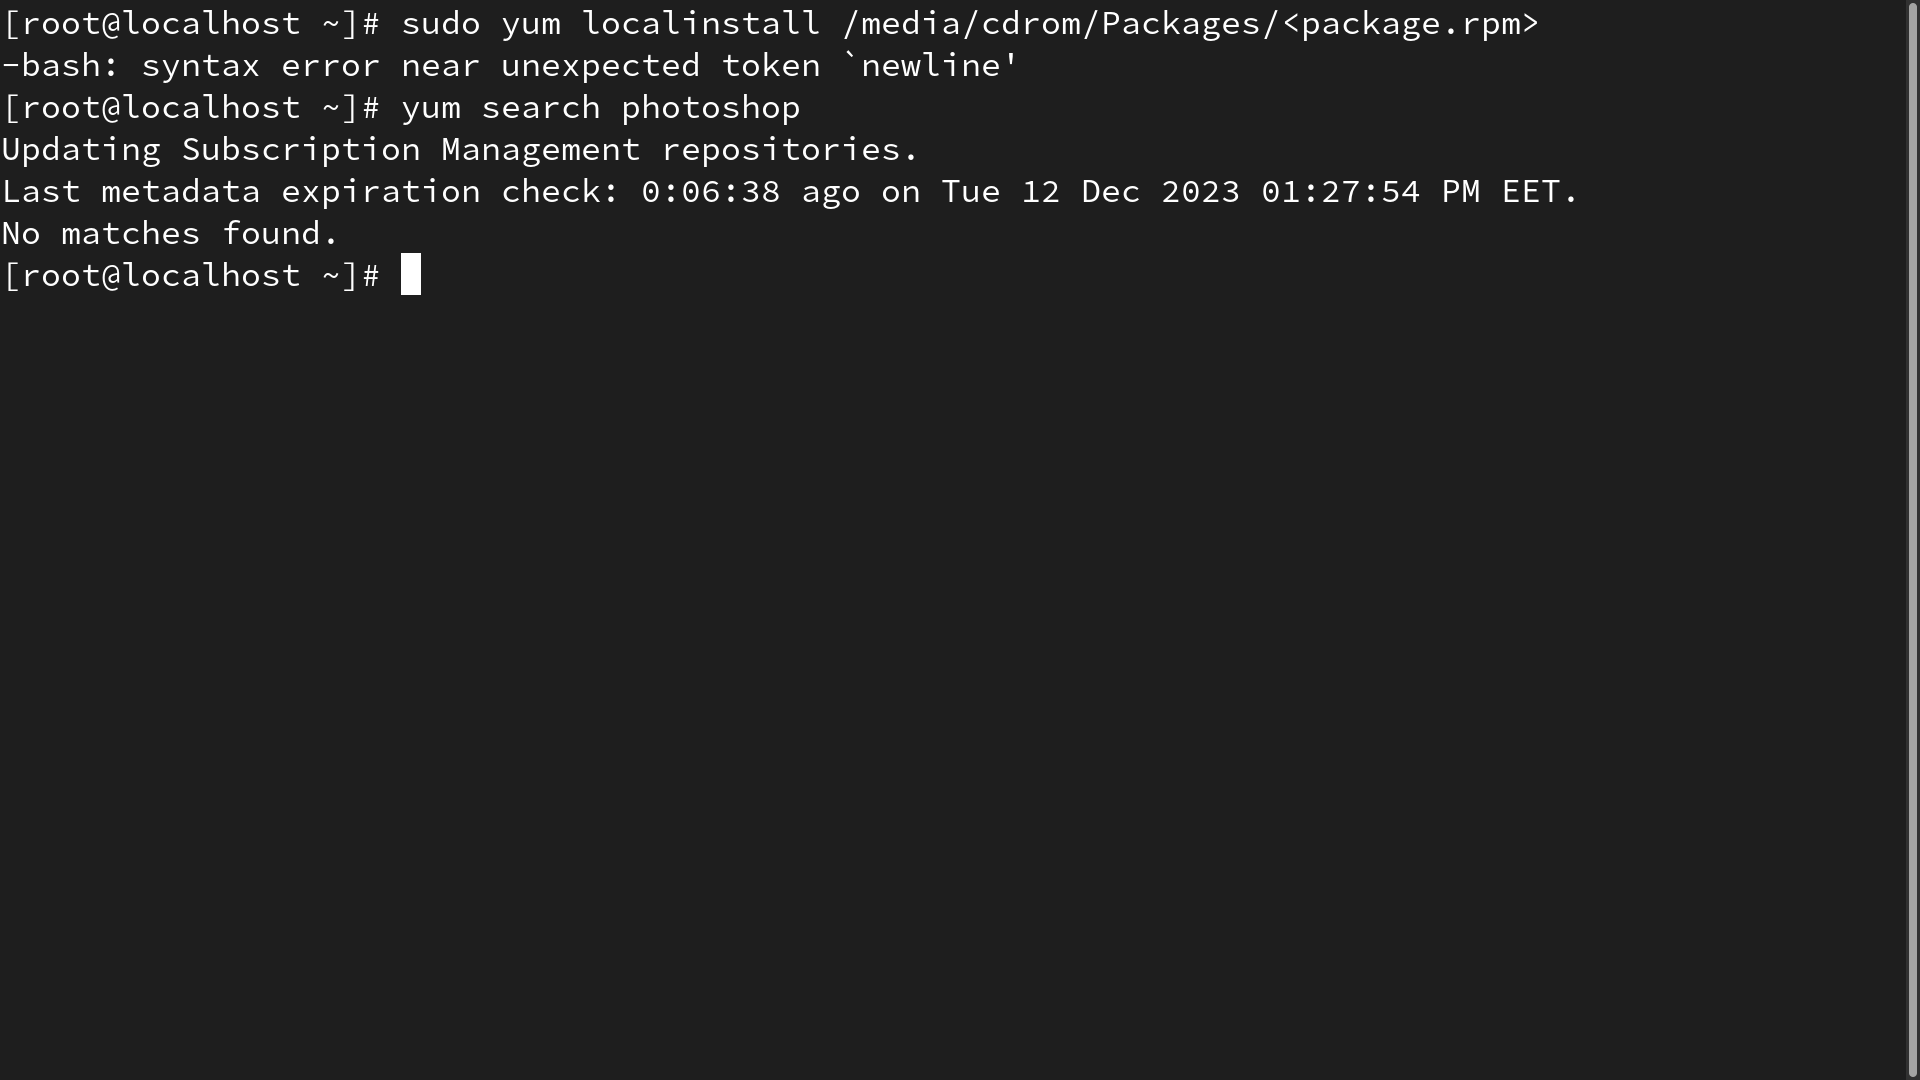 [root@localhost ~]# sudo yum localinstall /media/cdrom/Packages/<package.rpm>
-bash: syntax error near unexpected token `newline'
[root@localhost ~]# yum search photoshop
Updating Subscription Management repositories.
Last metadata expiration check: 0:06:38 ago on Tue 12 Dec 2023 01:27:54 PM EET.
No matches found.
[root@localhost ~]#